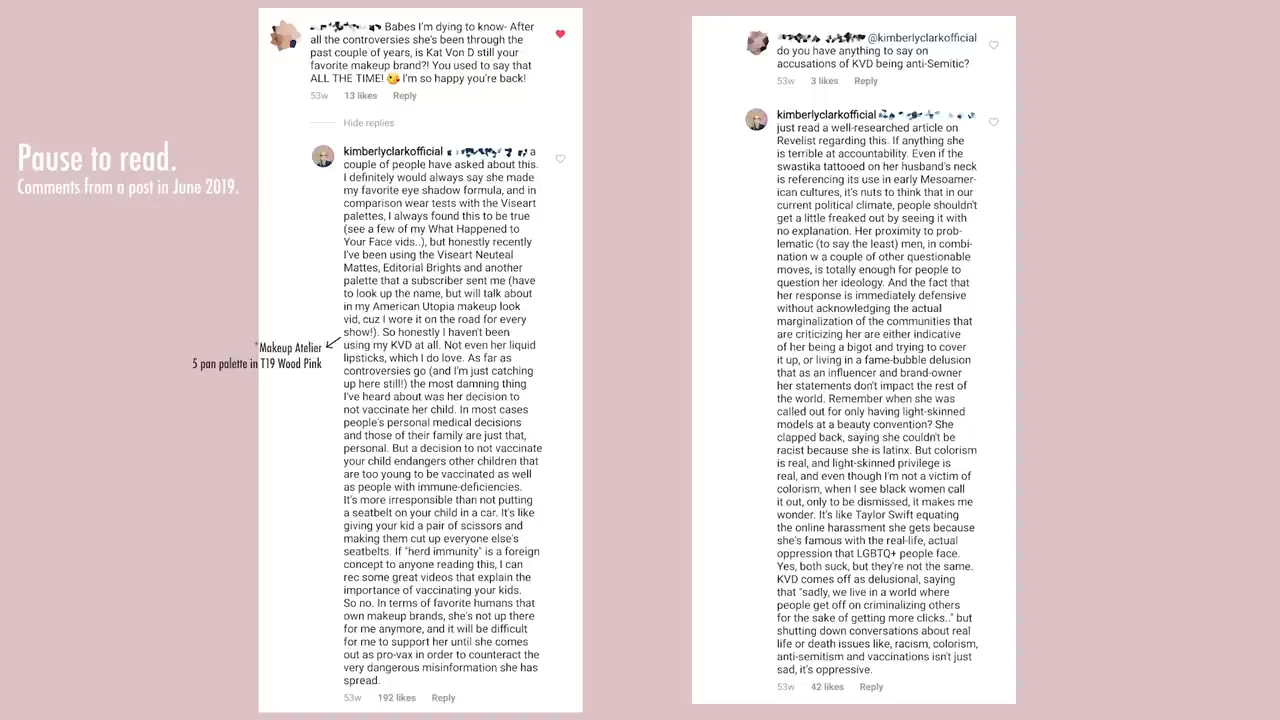 Pause to read.
Comments from a post in June 2019.
Babes I'm dying to know- After
all the controversies she's been through the
past couple of years, is Kat Von D still your
favorite makeup brand?! You used to say that
ALL THE TIME! 😘 I'm so happy you're back!
53w 13 likes Reply
Hide replies
kimberlyclarkofficial a
couple of people have asked about this.
I definitely would always say she made
my favorite eye shadow formula, and in
comparison wear tests with the Viseart
palettes, I always found this to be true
(see a few of my What Happened to
Your Face vids..), but honestly recently
I've been using the Viseart Neuteal
Mattes, Editorial Brights and another
palette that a subscriber sent me (have
to look up the name, but will talk about
in my American Utopia makeup look
vid, cuz I wore it on the road for every
show!). So honestly I haven't been
using my KVD at all. Not even her liquid
lipsticks, which I do love. As far as
controversies go (and I'm just catching
up here still!) the most damning thing
I've heard about was her decision to
not vaccinate her child. In most cases
people's personal medical decisions
and those of their family are just that,
personal. But a decision to not vaccinate
your child endangers other children that
are too young to be vaccinated as well
as people with immune-deficiencies.
It's more irresponsible than not putting
a seatbelt on your child in a car. It's like
giving your kid a pair of scissors and
making them cut up everyone else's
seatbelts. If "herd immunity" is a foreign
concept to anyone reading this, I can
rec some great videos that explain the
importance of vaccinating your kids.
So no. In terms of favorite humans that
own makeup brands, she's not up there
for me anymore, and it will be difficult
for me to support her until she comes
out as pro-vax in order to counteract the
very dangerous misinformation she has
spread.
53w 192 likes Reply
*Makeup Atelier
5 pan palette in T19 Wood Pink
@kimberlyclarkofficial
do you have anything to say on
accusations of KVD being anti-Semitic?
53w 3 likes Reply
kimberlyclarkofficial
just read a well-researched article on
Revelist regarding this. If anything she
is terrible at accountability. Even if the
swastika tattooed on her husband's neck
is referencing its use in early Mesoamer-
ican cultures, it's nuts to think that in our
current political climate, people shouldn't
get a little freaked out by seeing it with
no explanation. Her proximity to prob-
lematic (to say the least) men, in combi-
nation w a couple of other questionable
moves, is totally enough for people to
question her ideology. And the fact that
her response is immediately defensive
without acknowledging the actual
marginalization of the communities that
are criticizing her are either indicative
of her being a bigot and trying to cover
it up, or living in a fame-bubble delusion
that as an influencer and brand-owner
her statements don't impact the rest of
the world. Remember when she was
called out for only having light-skinned
models at a beauty convention? She
clapped back, saying she couldn't be
racist because she is latinx. But colorism
is real, and light-skinned privilege is
real, and even though I'm not a victim of
colorism, when I see black women call
it out, only to be dismissed, it makes me
wonder. It's like Taylor Swift equating
the online harassment she gets because
she's famous with the real-life, actual
oppression that LGBTQ+ people face.
Yes, both suck, but they're not the same.
KVD comes off as delusional, saying
that "sadly, we live in a world where
people get off on criminalizing others
for the sake of getting more clicks.." but
shutting down conversations about real
life or death issues like, racism, colorism,
anti-semitism and vaccinations isn't just
sad, it's oppressive.
53w 42 likes Reply